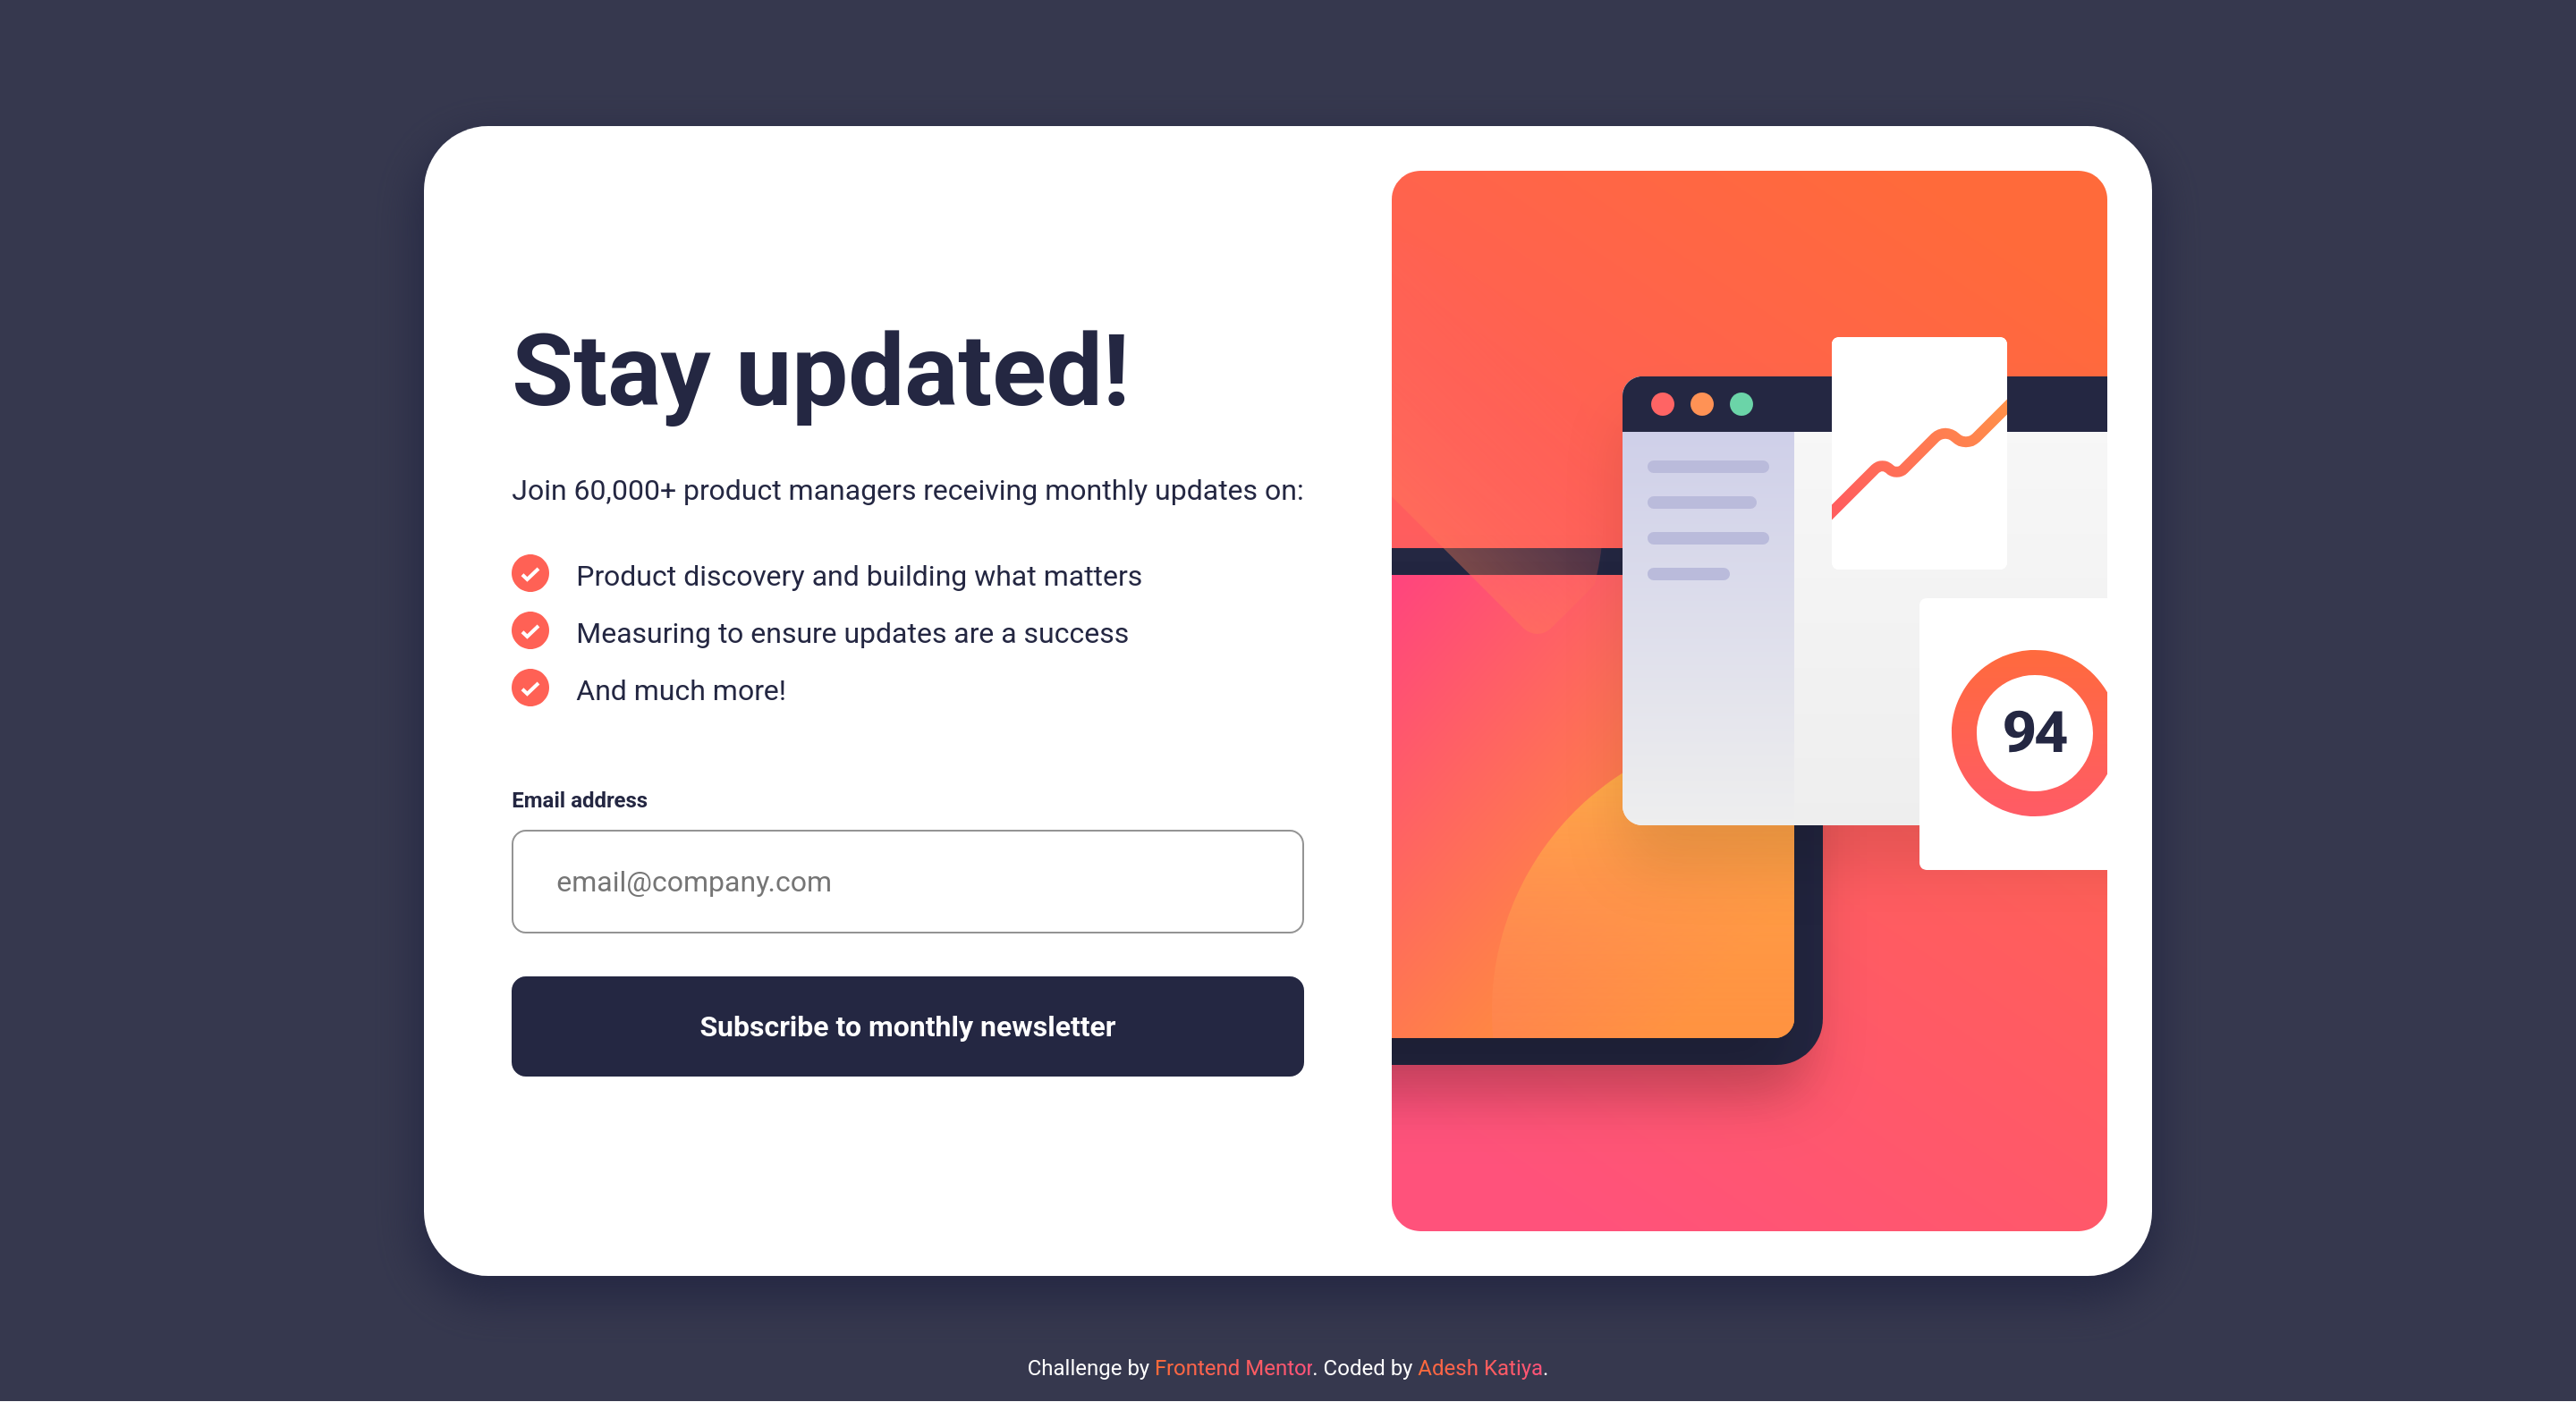 Stay updated!
Join 60,000+ product managers receiving monthly updates on:
Product discovery and building what matters
Measuring to ensure updates are a success
And much more!
Email address
email@company.com
Subscribe to monthly newsletter
94
Challenge by Frontend Mentor. Coded by Adesh Katiya.